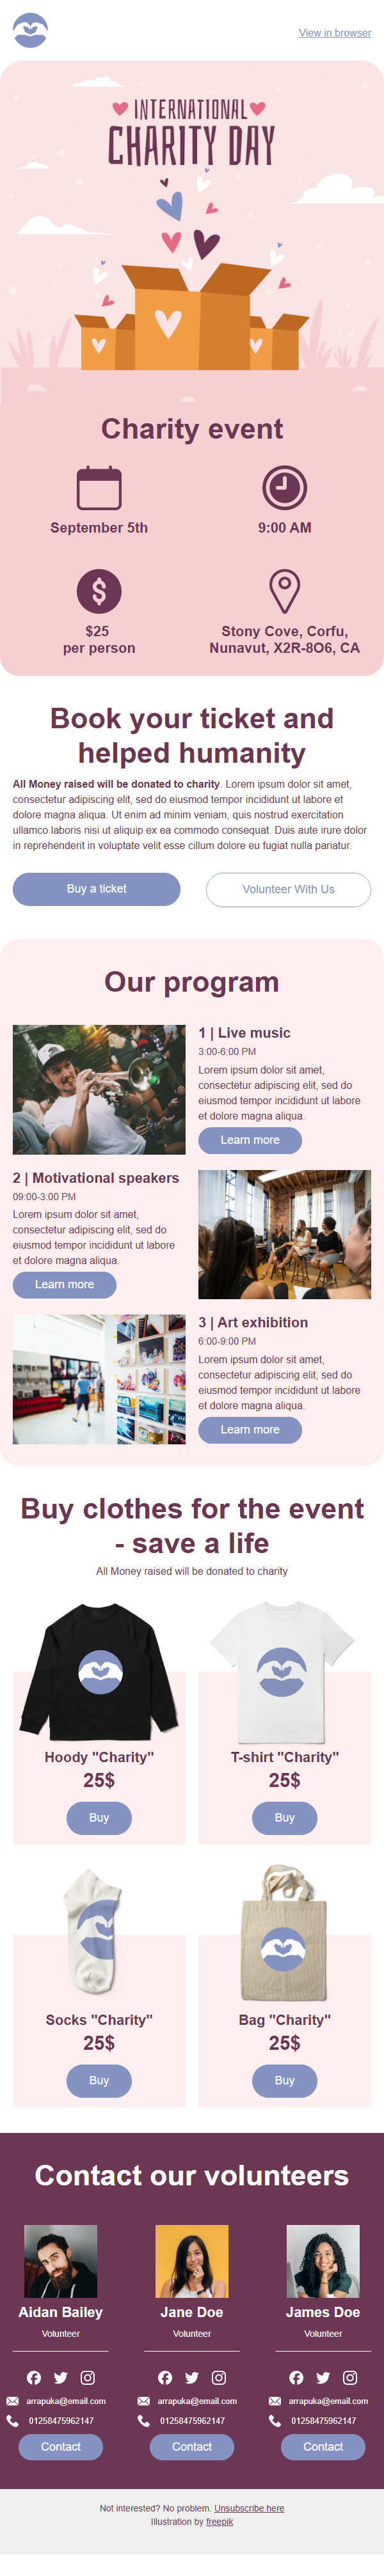 View in browser
INTERNATIONAL
CHARITY DAY
Charity event
September 5th
9:00 AM
$25
per person
Stony Cove, Corfu,
Nunavut, X2R-8O6, CA
Book your ticket and
helped humanity
All Money raised will be donated to charity. Lorem ipsum dolor sit amet,
consectetur adipiscing elit, sed do eiusmod tempor incididunt ut labore et
dolore magna aliqua. Ut enim ad minim veniam, quis nostrud exercitation
ullamco laboris nisi ut aliquip ex ea commodo consequat. Duis aute irure dolor
in reprehenderit in voluptate velit esse cillum dolore eu fugiat nulla pariatur.
Buy a ticket
Volunteer With Us
Our program
1 | Live music
3:00-6:00 PM
Lorem ipsum dolor sit amet,
consectetur adipiscing elit, sed do
eiusmod tempor incididunt ut labore
et dolore magna aliqua.
Learn more
2 | Motivational speakers
09:00-3:00 PM
Lorem ipsum dolor sit amet,
consectetur adipiscing elit, sed do
eiusmod tempor incididunt ut labore
et dolore magna aliqua.
Learn more
3 | Art exhibition
6:00-9:00 PM
Lorem ipsum dolor sit amet,
consectetur adipiscing elit, sed do
eiusmod tempor incididunt ut labore
et dolore magna aliqua.
Learn more
Buy clothes for the event
- save a life
All Money raised will be donated to charity
Hoody "Charity"
25$
Buy
T-shirt "Charity"
25$
Buy
Socks "Charity"
25$
Buy
Bag "Charity"
25$
Buy
Contact our volunteers
Aidan Bailey
Volunteer
arrapuka@email.com
01258475962147
Contact
Jane Doe
Volunteer
arrapuka@email.com
01258475962147
Contact
James Doe
Volunteer
arrapuka@email.com
01258475962147
Contact
Not interested? No problem. Unsubscribe here
Illustration by freepik